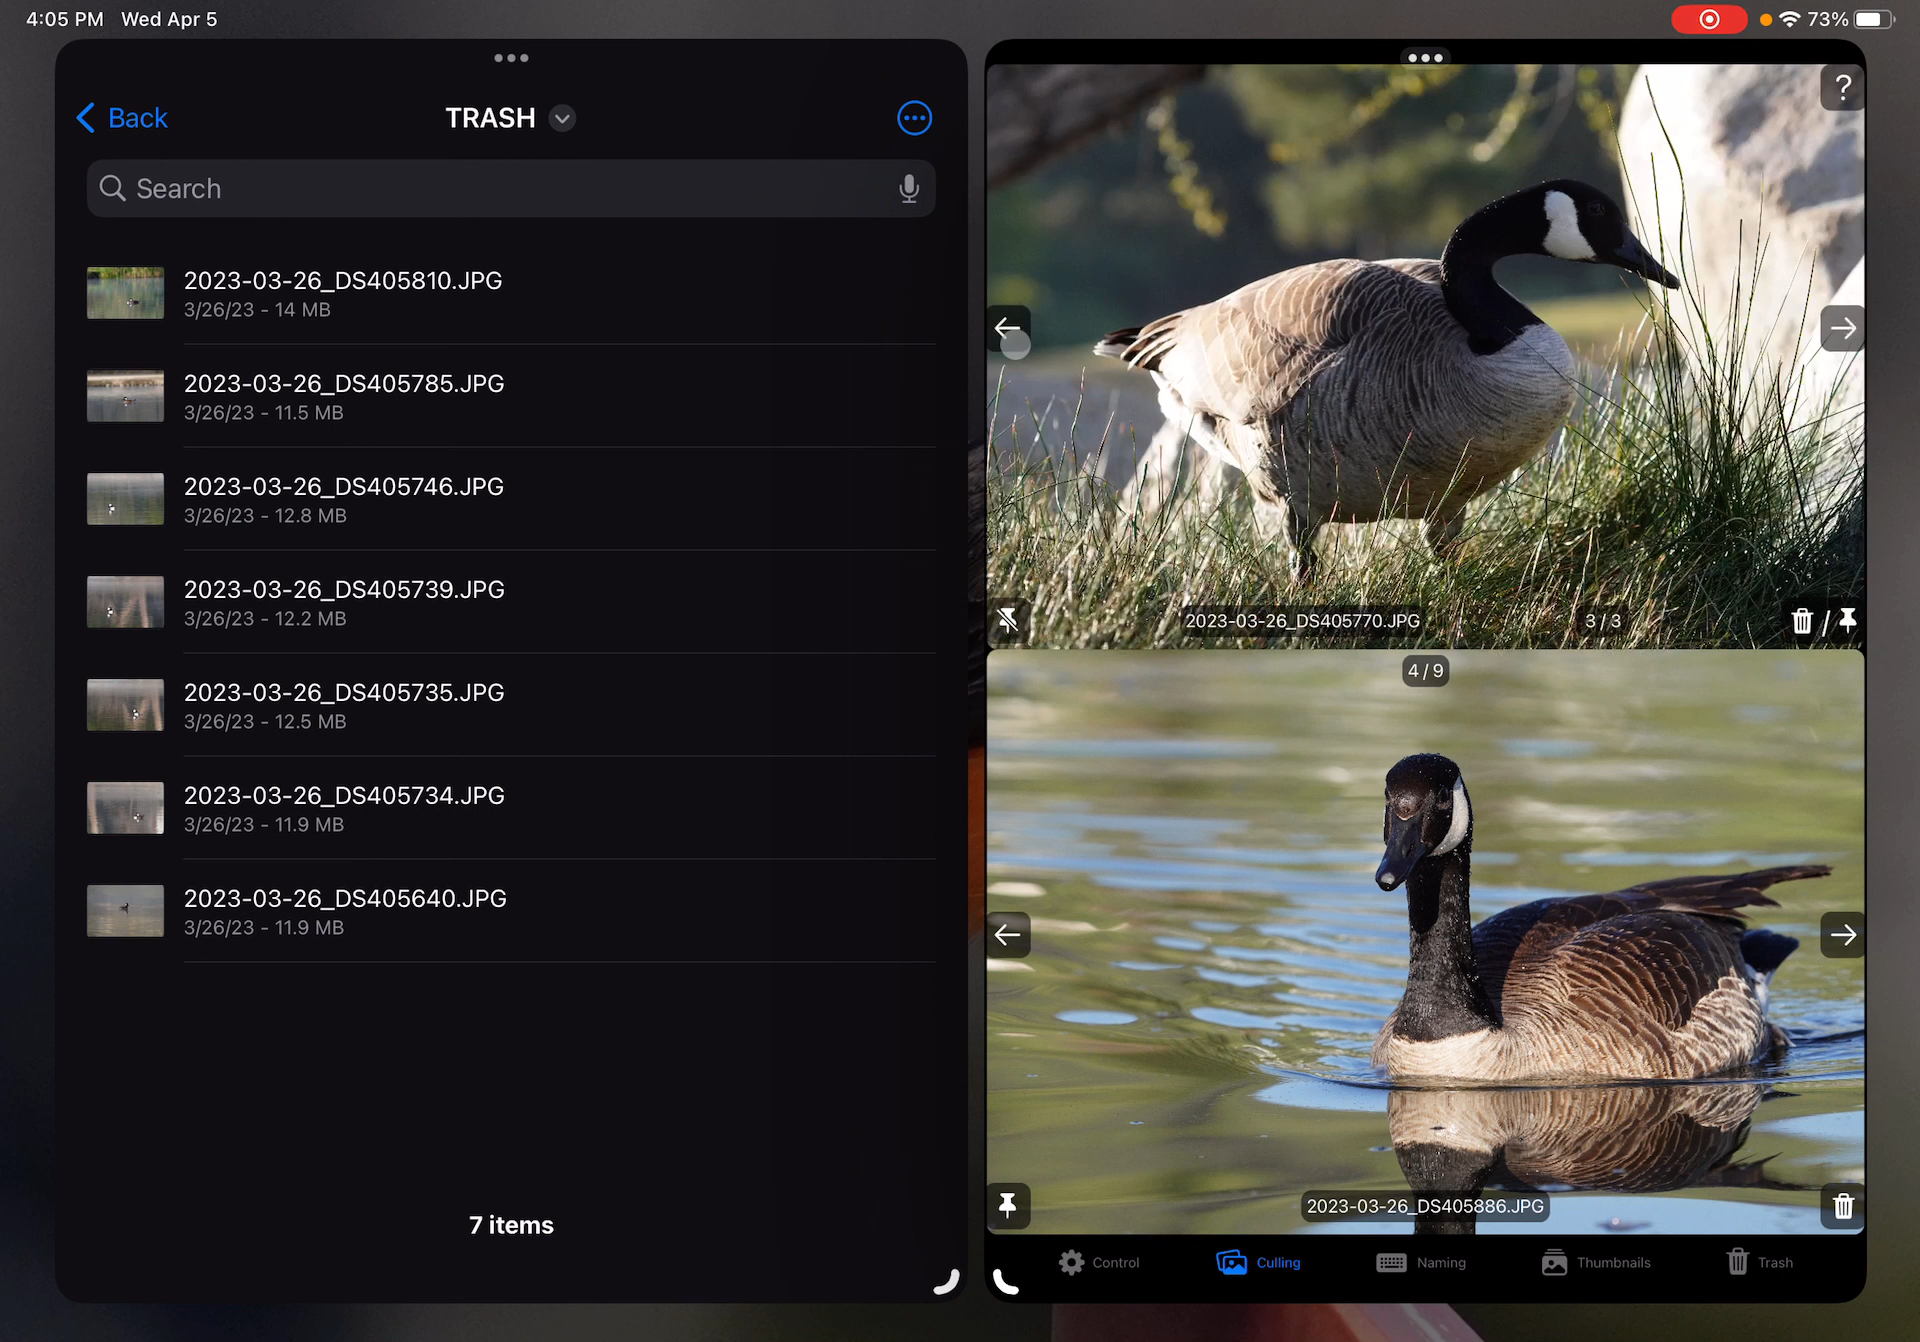 4:05 PM Wed Apr 5
73%
Back
TRASH
Search
2023-03-26_DS405810.JPG
3/26/23 - 14 MB
2023-03-26_DS405785.JPG
3/26/23 - 11.5 MB
2023-03-26_DS405746.JPG
3/26/23 - 12.8 MB
2023-03-26_DS405739.JPG
3/26/23 - 12.2 MB
2023-03-26_DS405735.JPG
3/26/23 - 12.5 MB
2023-03-26_DS405734.JPG
3/26/23 - 11.9 MB
2023-03-26_DS405640.JPG
3/26/23 - 11.9 MB
7 items
?
2023-03-26_DS405770.JPG 3 / 3 /
4 / 9
2023-03-26_DS405886.JPG
Control Culling Naming Thumbnails Trash